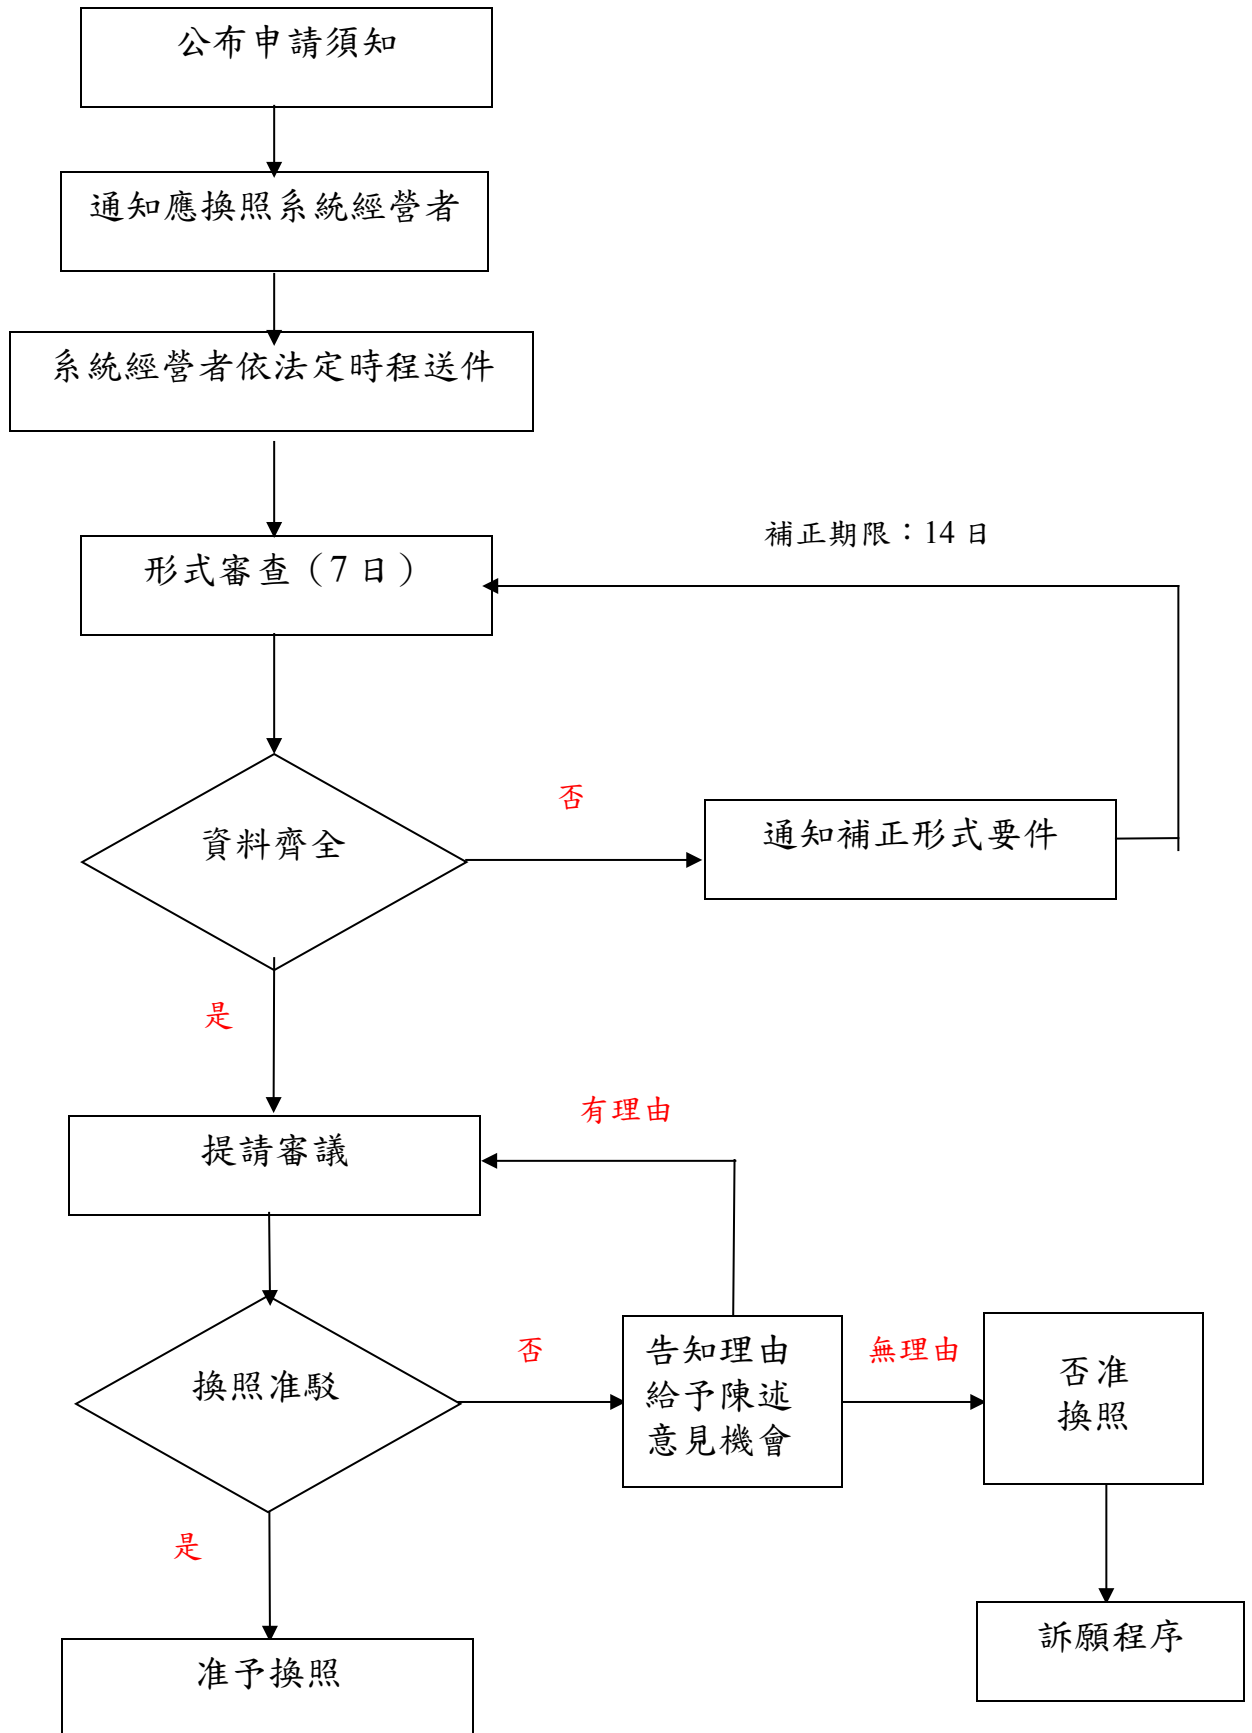 公布申請須知
通知應換照系統經營者
系統經營者依法定時程送件
補正期限：14 日
形式審查（7 日）
否
資料齊全
通知補正形式要件
是
有理由
提請審議
否
告知理由
給予陳述
意見機會
無理由
否准
換照
換照准駁
是
訴願程序
准予換照